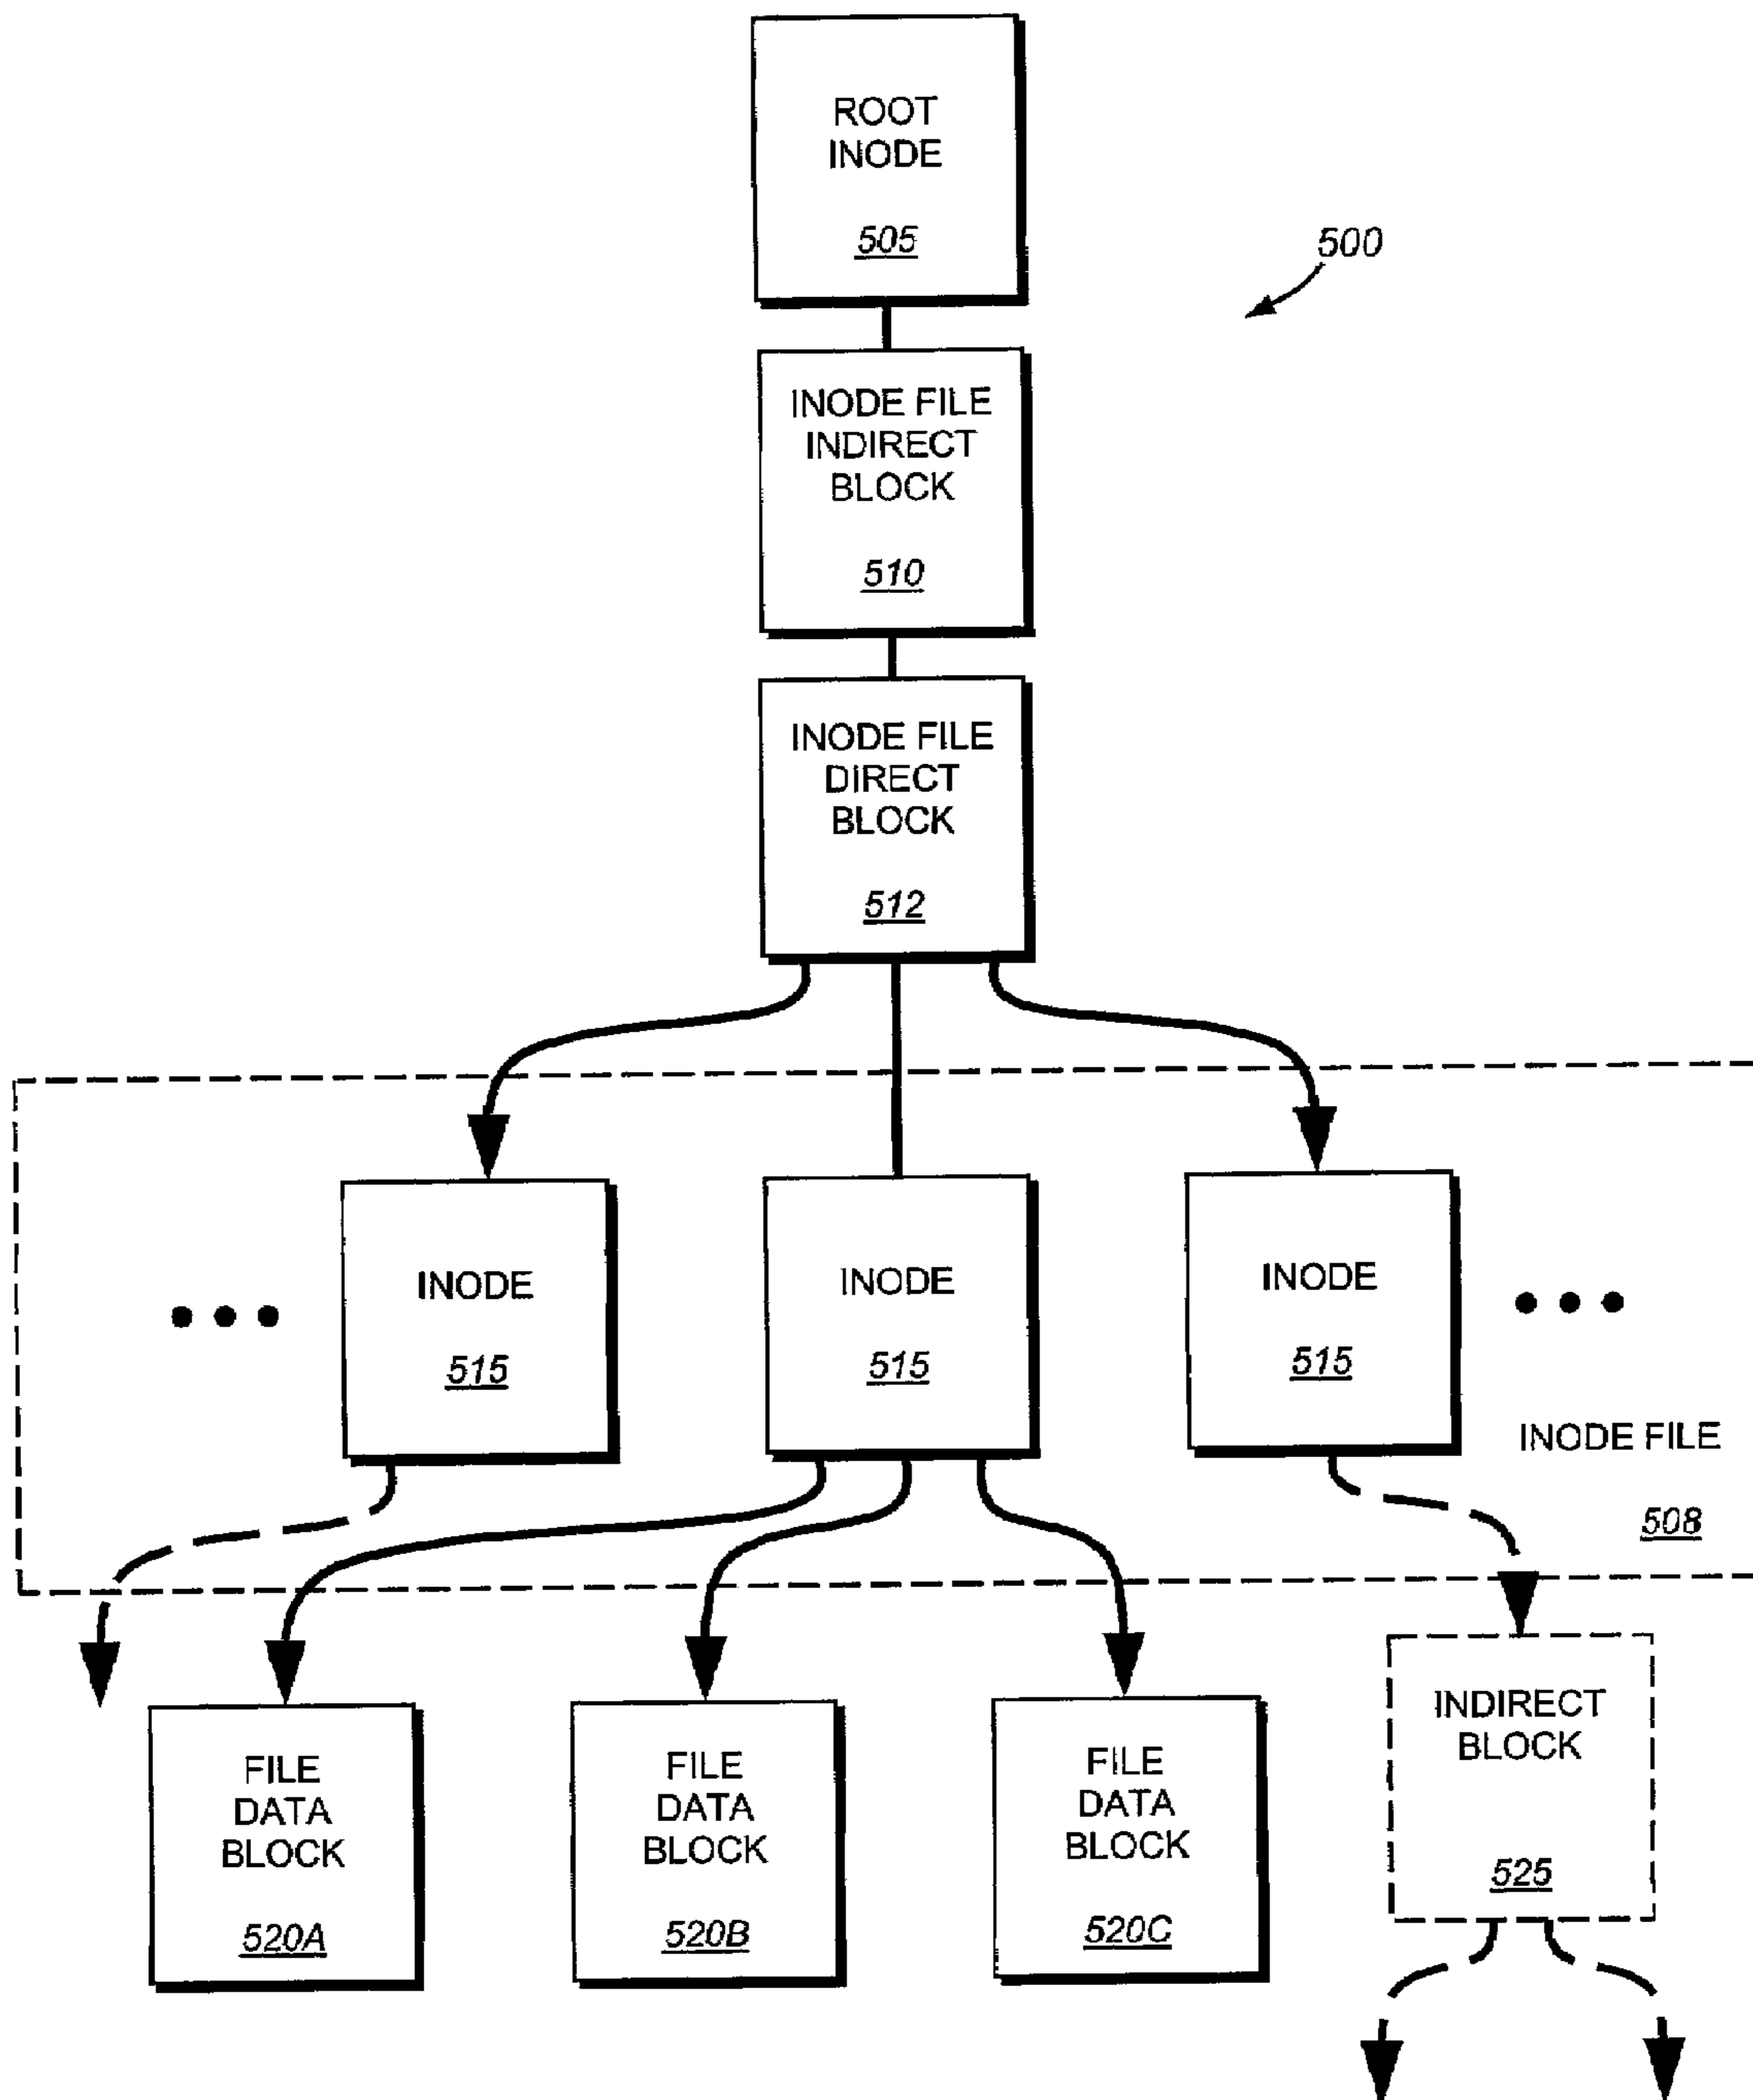 ROOT
INODE
505
500
INODE FILE
INDIRECT
BLOCK
510
INODE FILE
DIRECT
BLOCK
512
INODE
515
INODE
515
INODE
515
INODE FILE
508
FILE
DATA
BLOCK
520A
FILE
DATA
BLOCK
520B
FILE
DATA
BLOCK
520C
INDIRECT
BLOCK
525